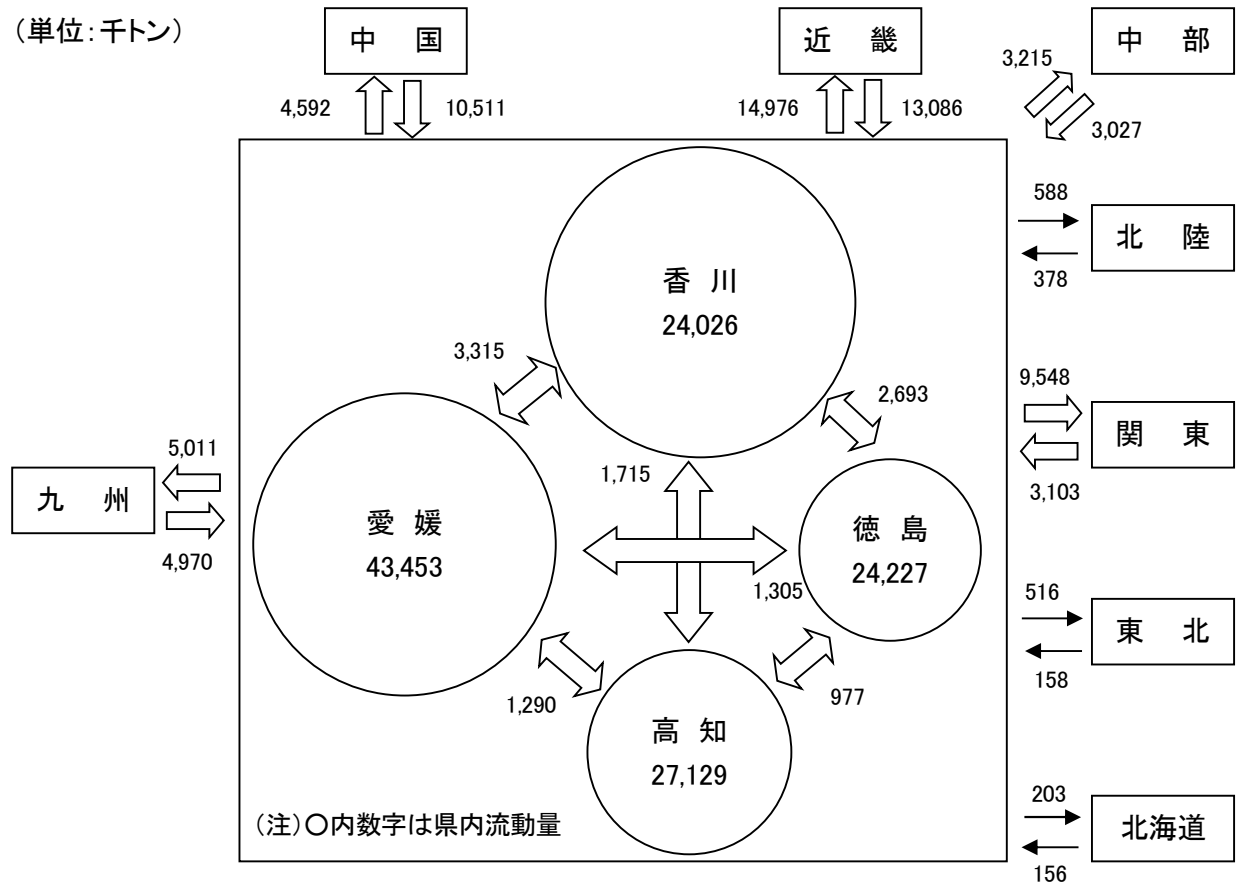 (単位:千トン)
中 国
近 畿
中 部
4,592
10,511
14,976
13,086
3,215
3,027
588
北 陸
378
香 川
24,026
3,315
2,693
9,548
関 東
3,103
5,011
九 州
4,970
1,715
愛 媛
43,453
徳 島
24,227
1,305
516
東 北
158
1,290
977
高 知
27,129
203
北海道
156
(注)〇内数字は県内流動量